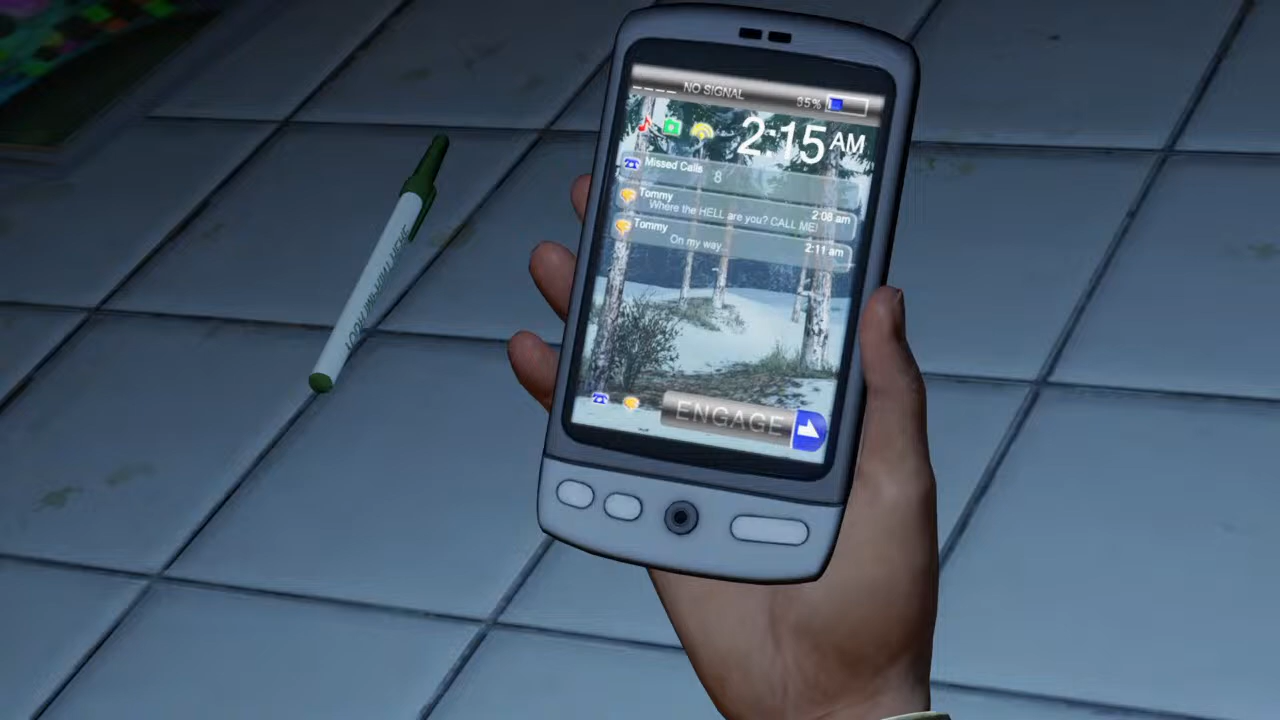 NO SIGNAL 35%
2:15 AM
Missed Calls 8
Tommy 2:08 am
Where the HELL are you? CALL ME!
Tommy
On my way 2:11 am
ENGAGE